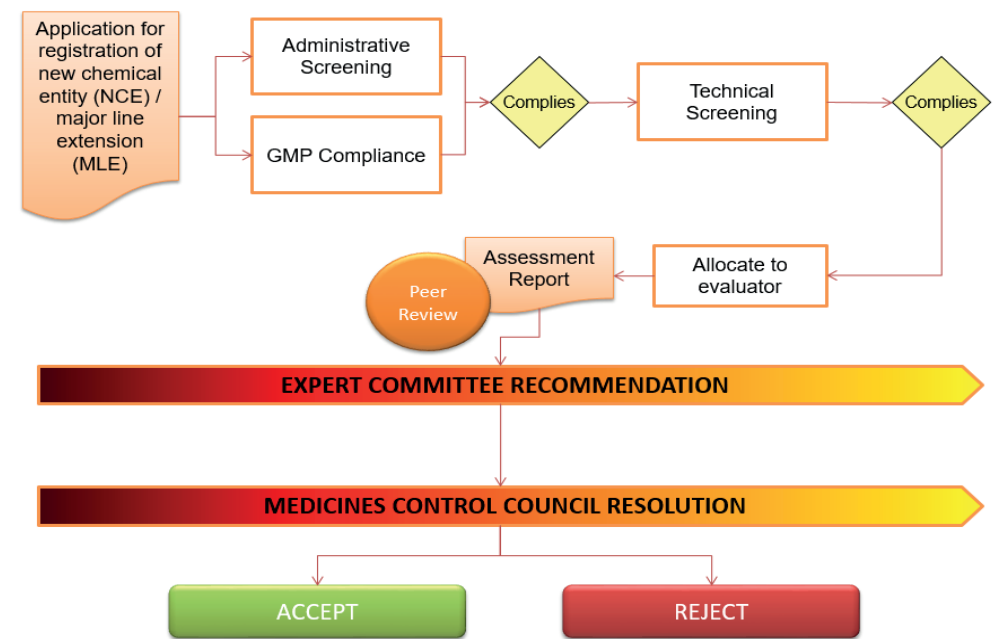 Application for
registration of
new chemical
entity (NCE) /
major line
extension
(MLE)
Administrative
Screening
GMP Compliance
Complies
Technical
Screening
Complies
Allocate to
evaluator
Assessment
Report
Peer
Review
EXPERT COMMITTEE RECOMMENDATION
MEDICINES CONTROL COUNCIL RESOLUTION
ACCEPT
REJECT